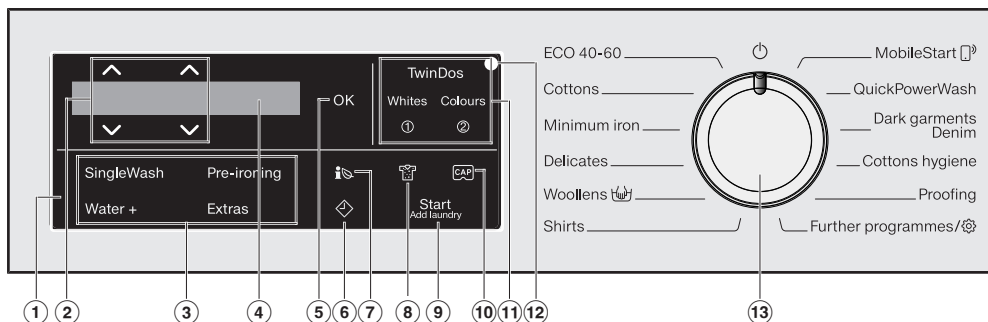 TwinDos
OK
Whites Colours
① ②
SingleWash Pre-ironing
CAP
Water + Extras
Start
Add laundry
ECO 40-60
Cottons
Minimum iron
Delicates
Woollens
Shirts
MobileStart
QuickPowerWash
Dark garments
Denim
Cottons hygiene
Proofing
Further programmes/
① ② ③ ④ ⑤ ⑥ ⑦ ⑧ ⑨ ⑩ ⑪ ⑫ ⑬